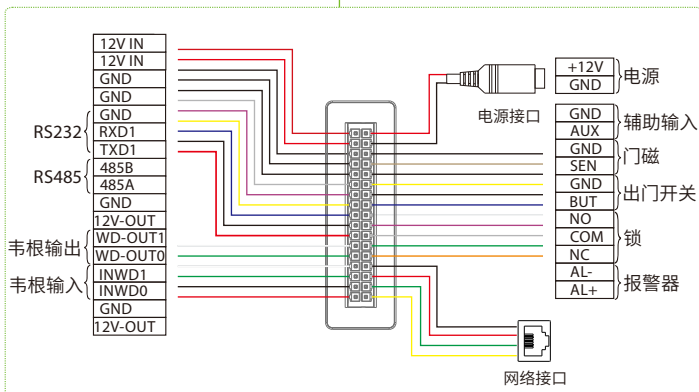 12V IN
12V IN
GND
GND
GND
RXD1
TXD1
485B
485A
GND
12V-OUT
WD-OUT1
WD-OUT0
INWD1
INWD0
GND
12V-OUT
RS232
RS485
韦根输出
韦根输入
电源接口
网络接口
+12V
GND
电源
GND
AUX
辅助输入
GND
SEN
门磁
GND
BUT
出门开关
NO
COM
NC
锁
AL-
AL+
报警器